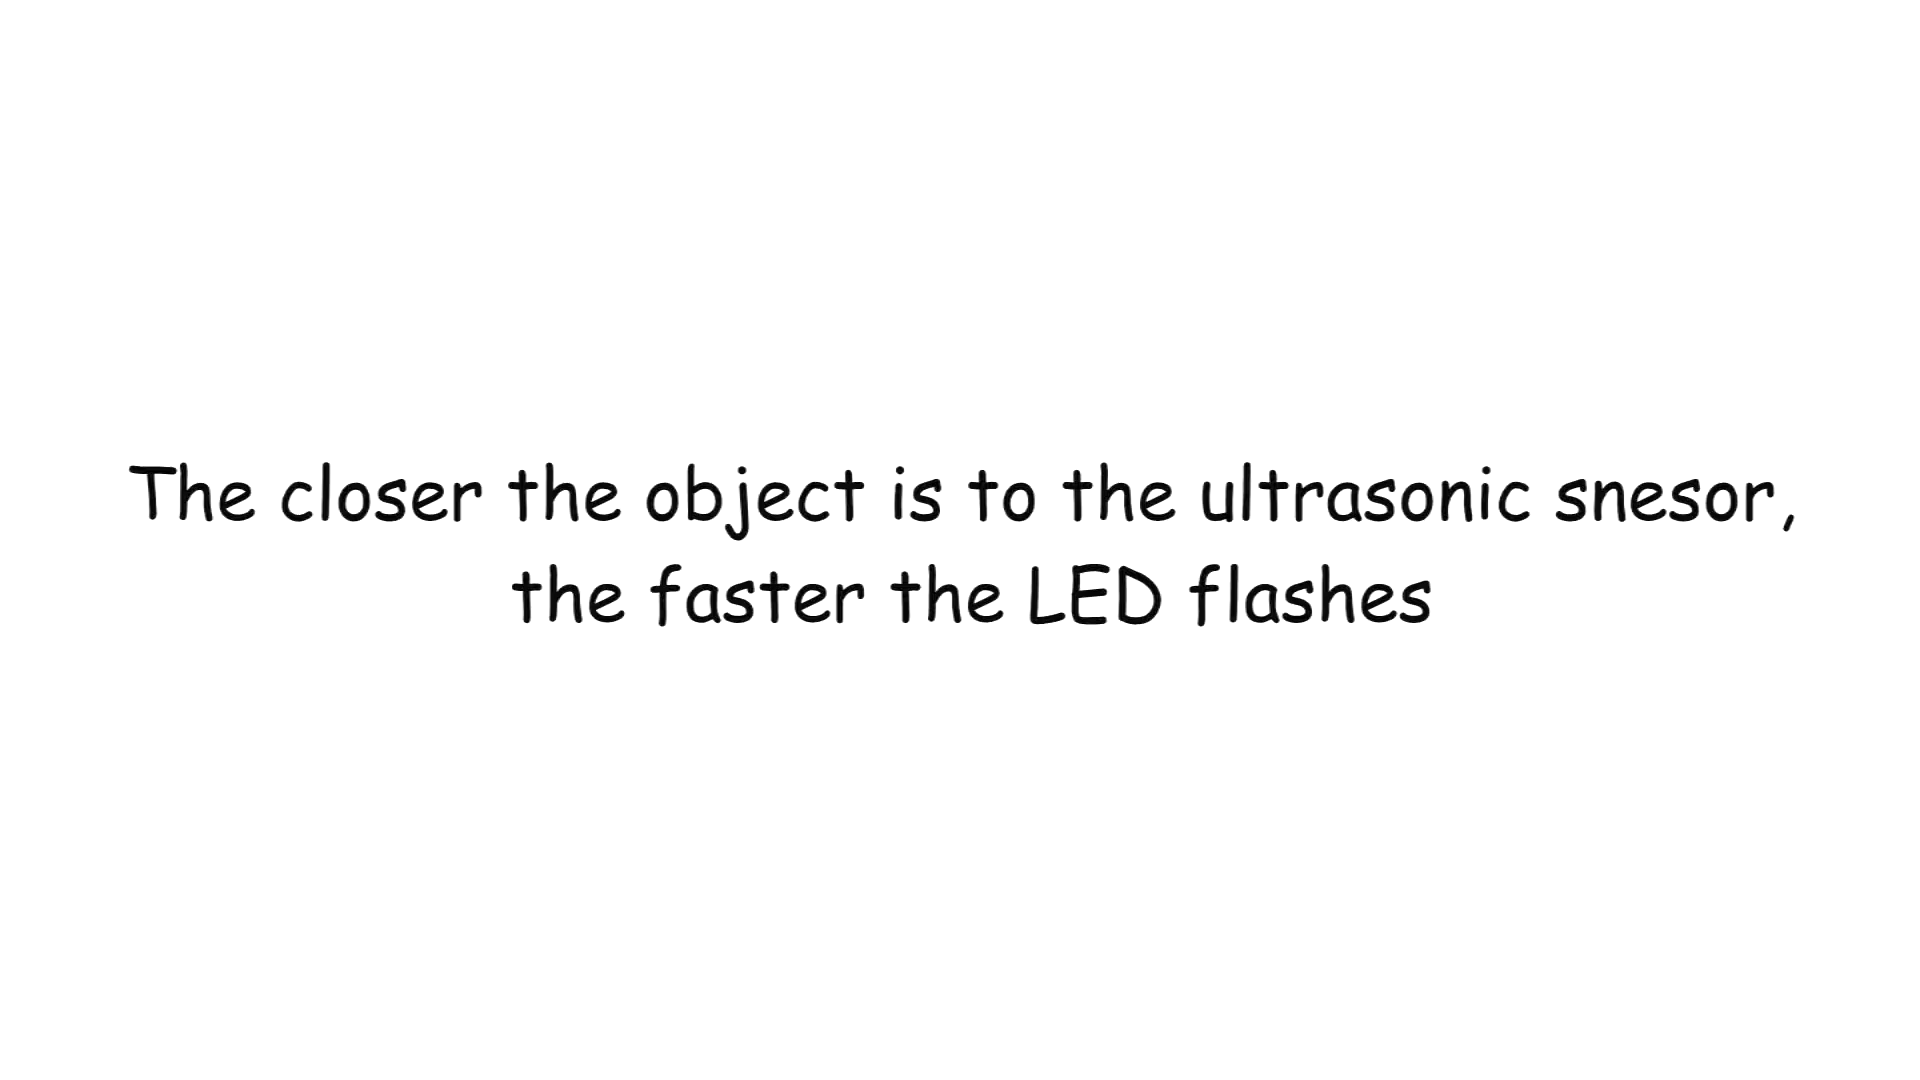 The closer the object is to the ultrasonic snesor,
the faster the LED flashes